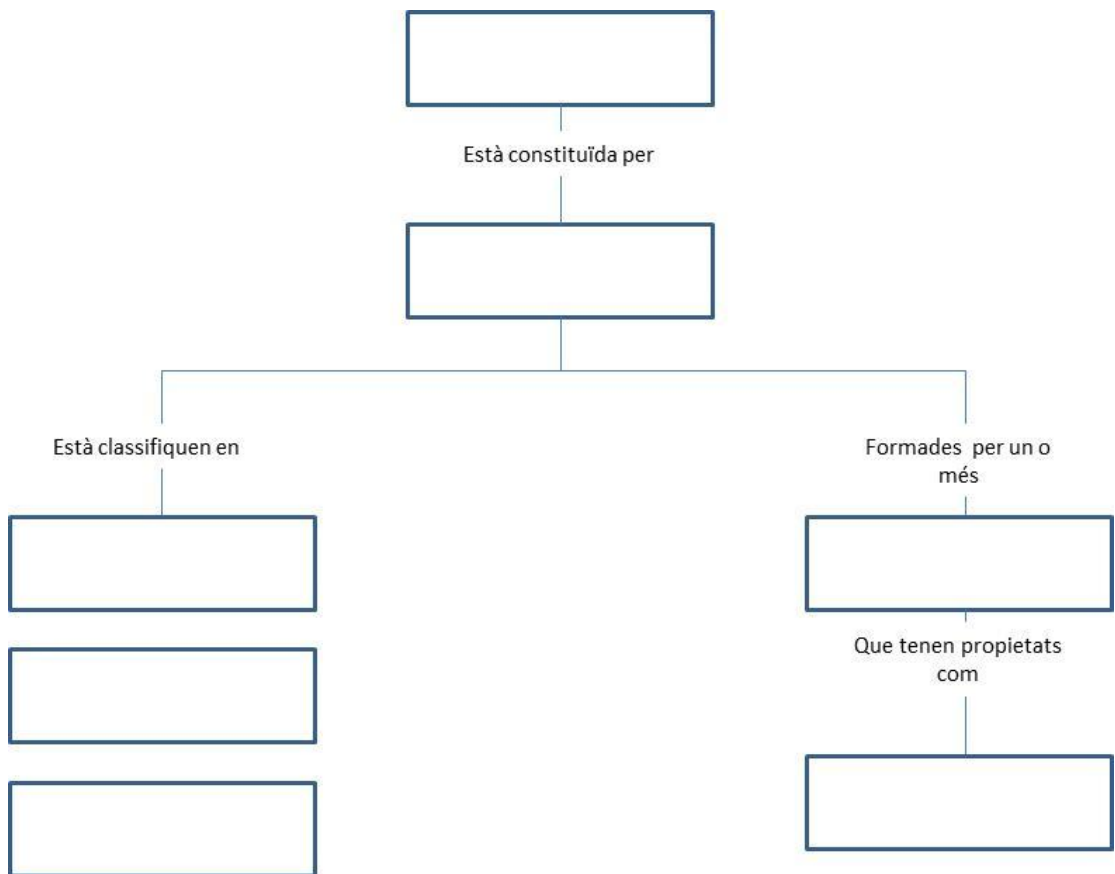 Està constituïda per
Està classifiquen en
Formades per un o
més
Que tenen propietats
com